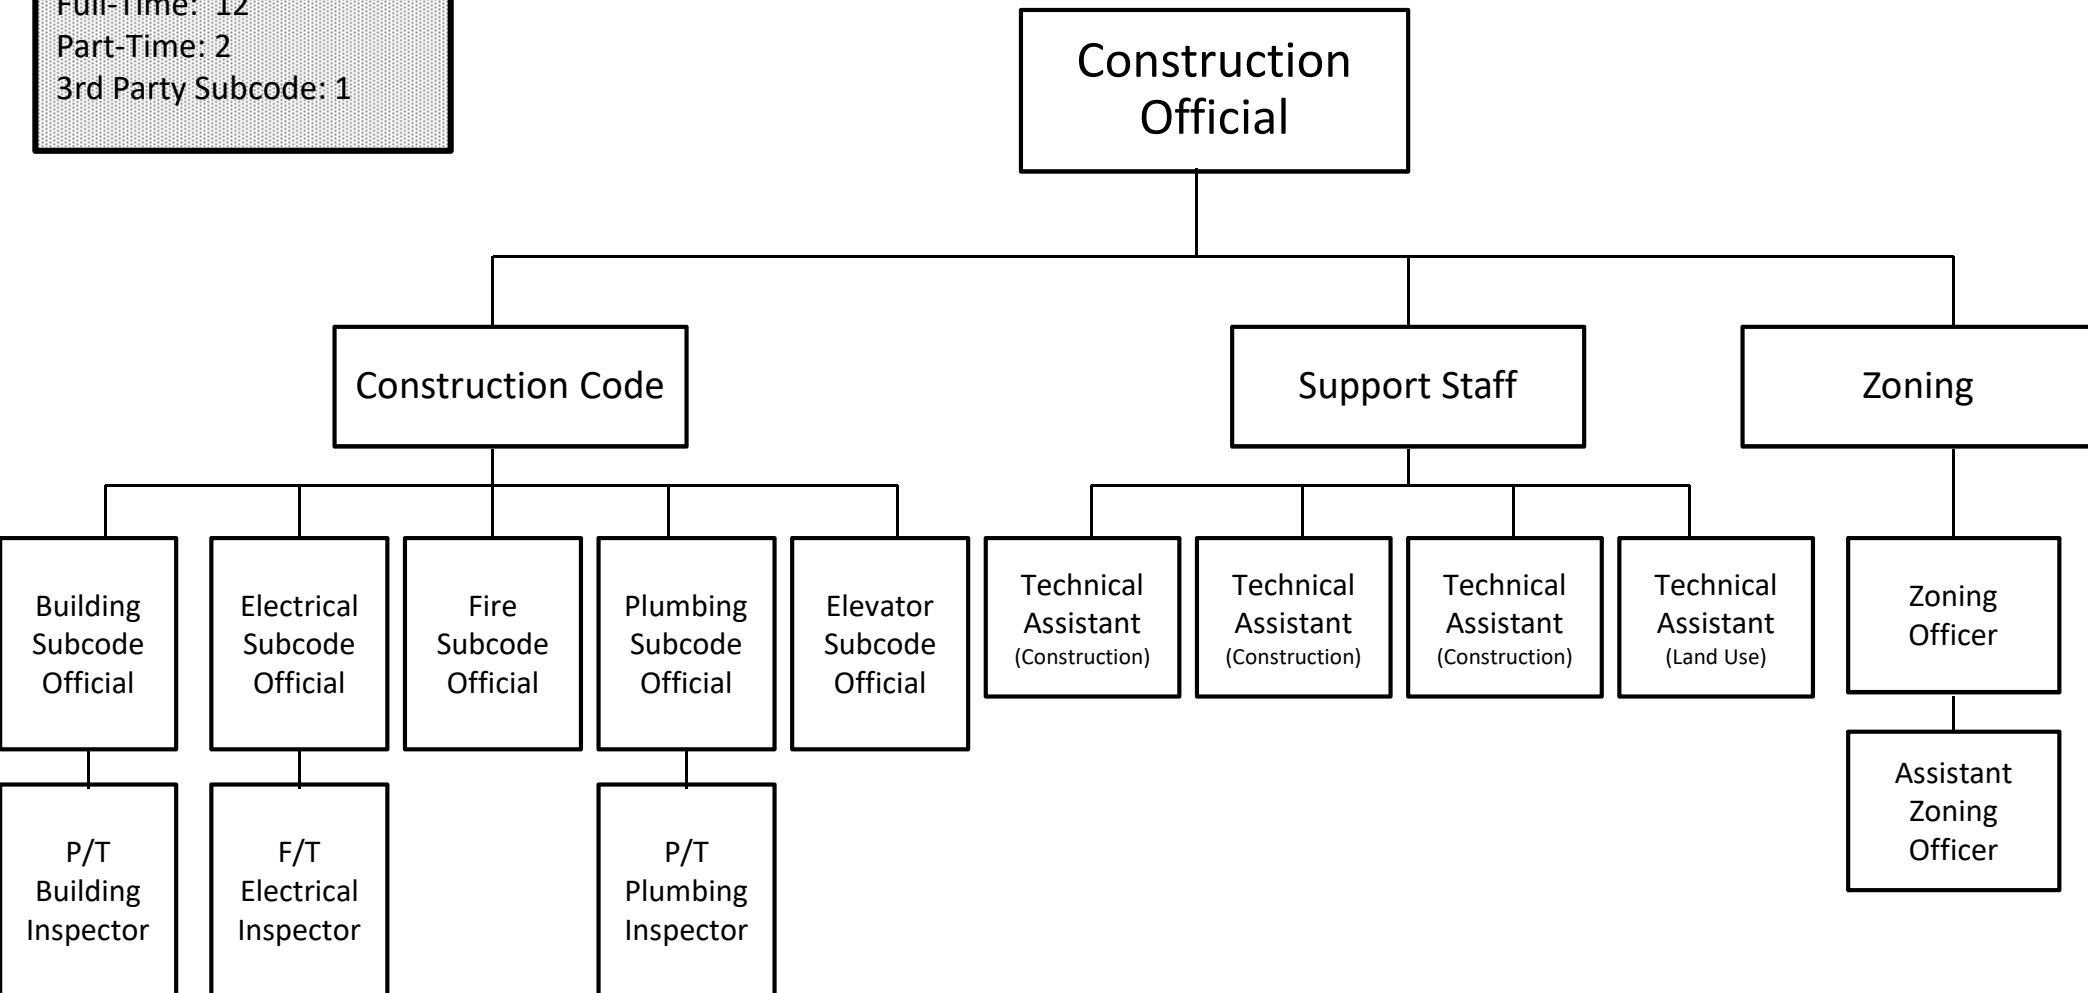 Full-Time:  12
Part-Time: 2
3rd Party Subcode: 1
Construction
Official
Construction Code
Support Staff
Zoning
Building
Subcode
Official
Electrical
Subcode
Official
Fire
Subcode
Official
Plumbing
Subcode
Official
Elevator
Subcode
Official
Technical
Assistant
(Construction)
Technical
Assistant
(Construction)
Technical
Assistant
(Construction)
Technical
Assistant
(Land Use)
Zoning
Officer
P/T
Building
Inspector
F/T
Electrical
Inspector
P/T
Plumbing
Inspector
Assistant
Zoning
Officer